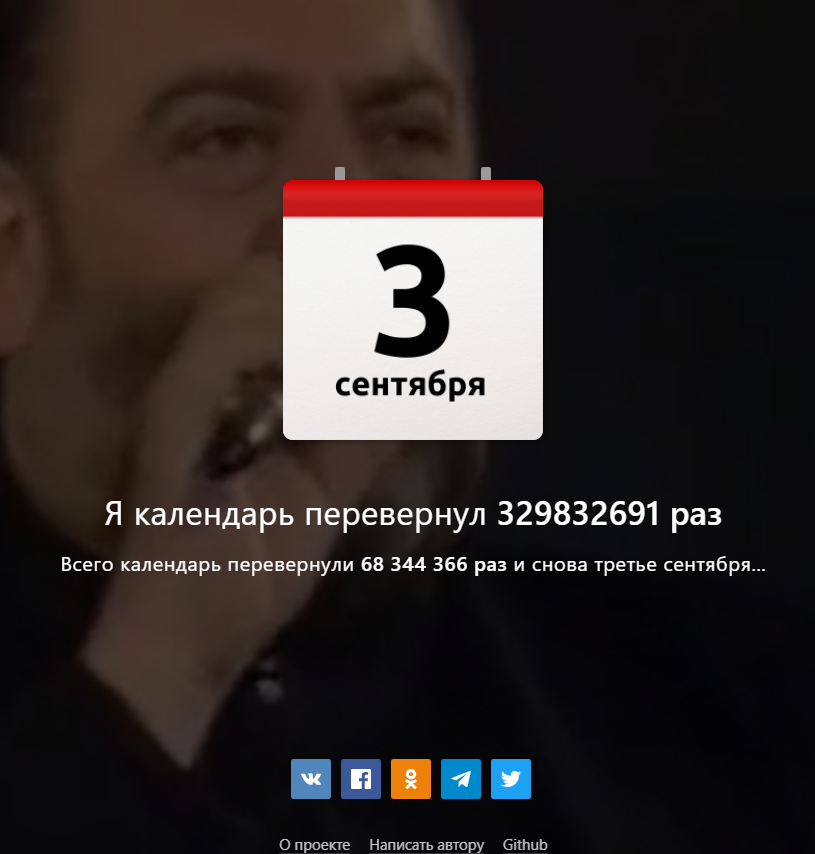 3
сентября
Я календарь перевернул 329832691 раз
Всего календарь перевернули 68 344 366 раз и снова третье сентября...
О проекте Написать автору Github